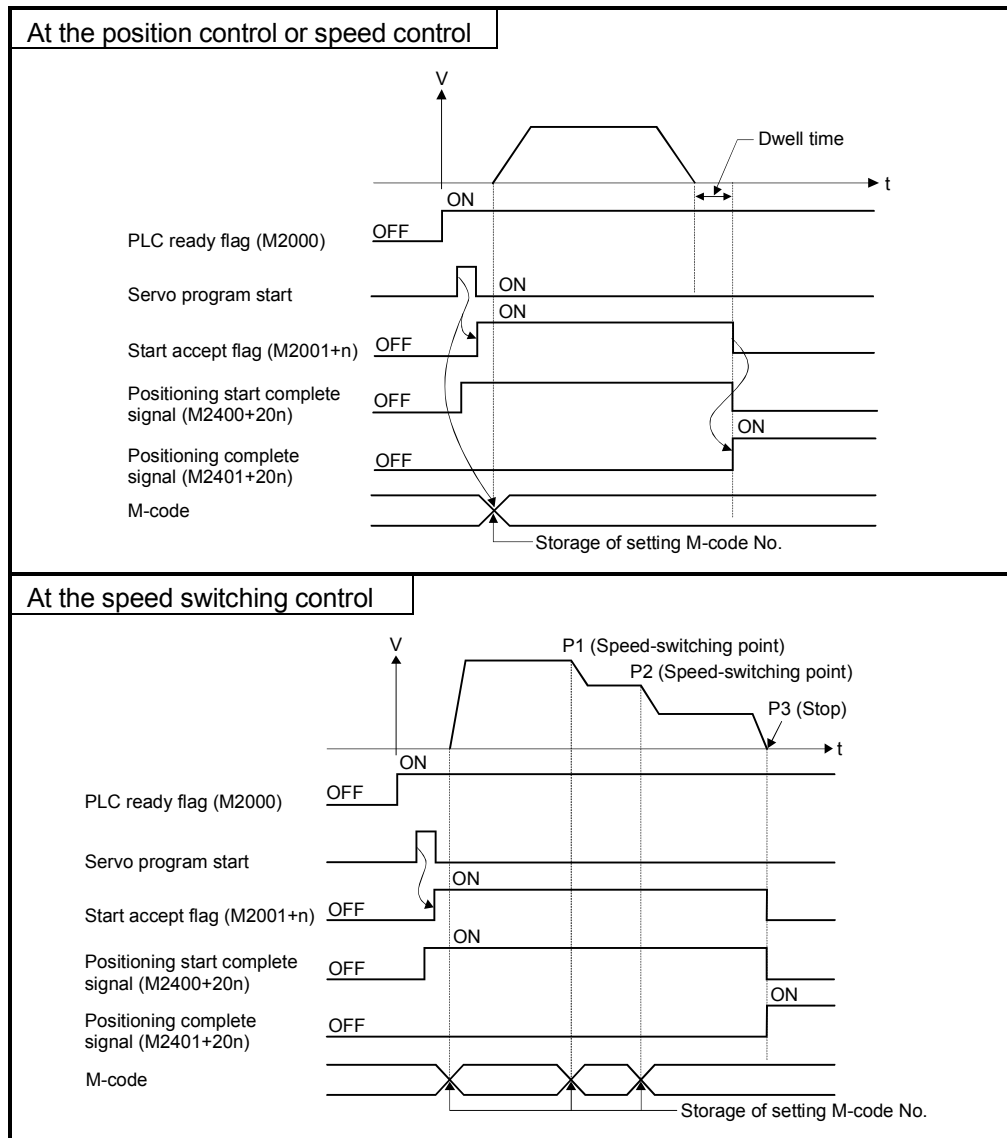 At the position control or speed control
V
Dwell time
t
ON
OFF
PLC ready flag (M2000)
Servo program start
ON
ON
Start accept flag (M2001+n)
OFF
Positioning start complete
signal (M2400+20n)
OFF
ON
Positioning complete
signal (M2401+20n)
OFF
M-code
Storage of setting M-code No.
At the speed switching control
V
P1 (Speed-switching point)
P2 (Speed-switching point)
P3 (Stop)
t
ON
OFF
PLC ready flag (M2000)
Servo program start
ON
Start accept flag (M2001+n)
OFF
ON
Positioning start complete
signal (M2400+20n)
OFF
ON
Positioning complete
signal (M2401+20n)
OFF
M-code
Storage of setting M-code No.